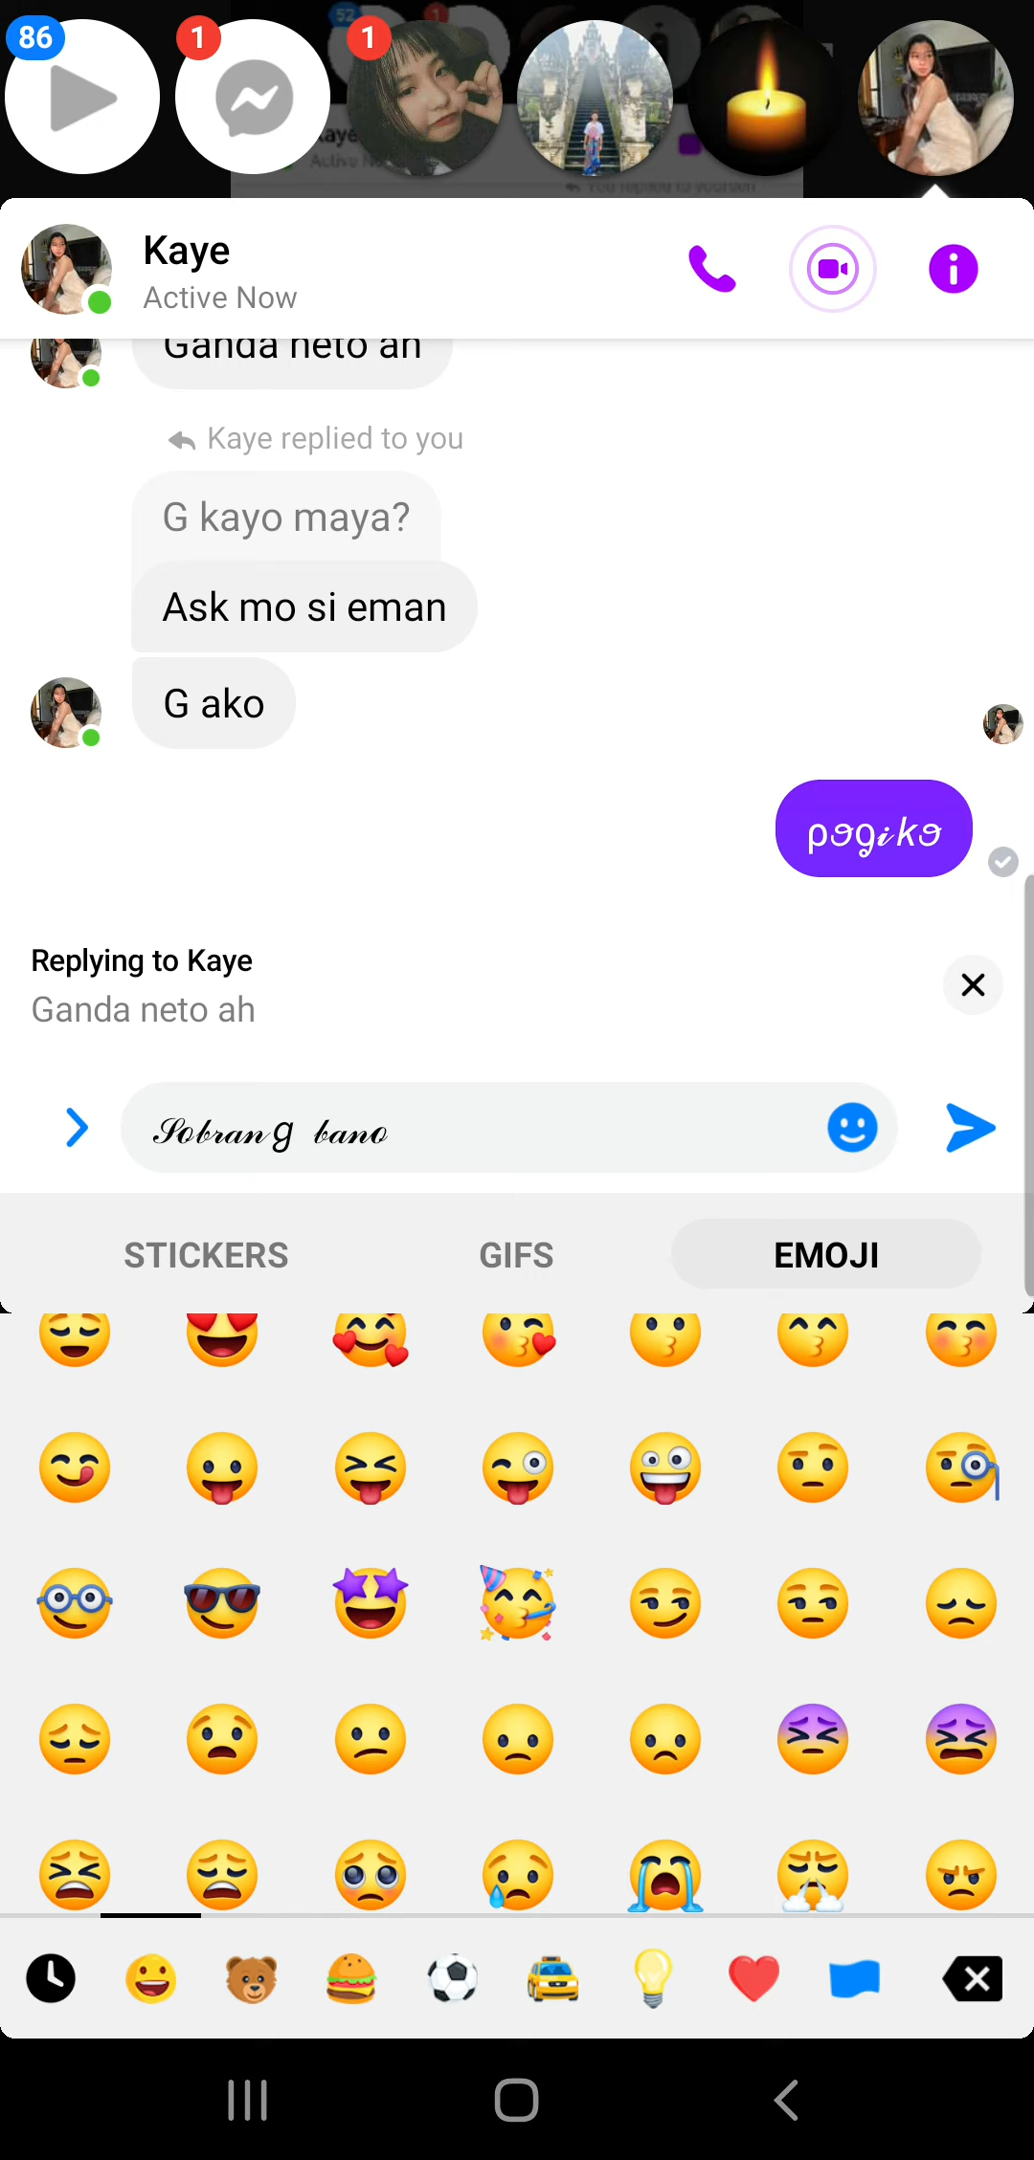 86
1
1
Kaye
Active Now
Ganda neto ah
Kaye replied to you
G kayo maya?
Ask mo si eman
G ako
pogiko
Replying to Kaye
Ganda neto ah
Sobrang bano
STICKERS
GIFS
EMOJI